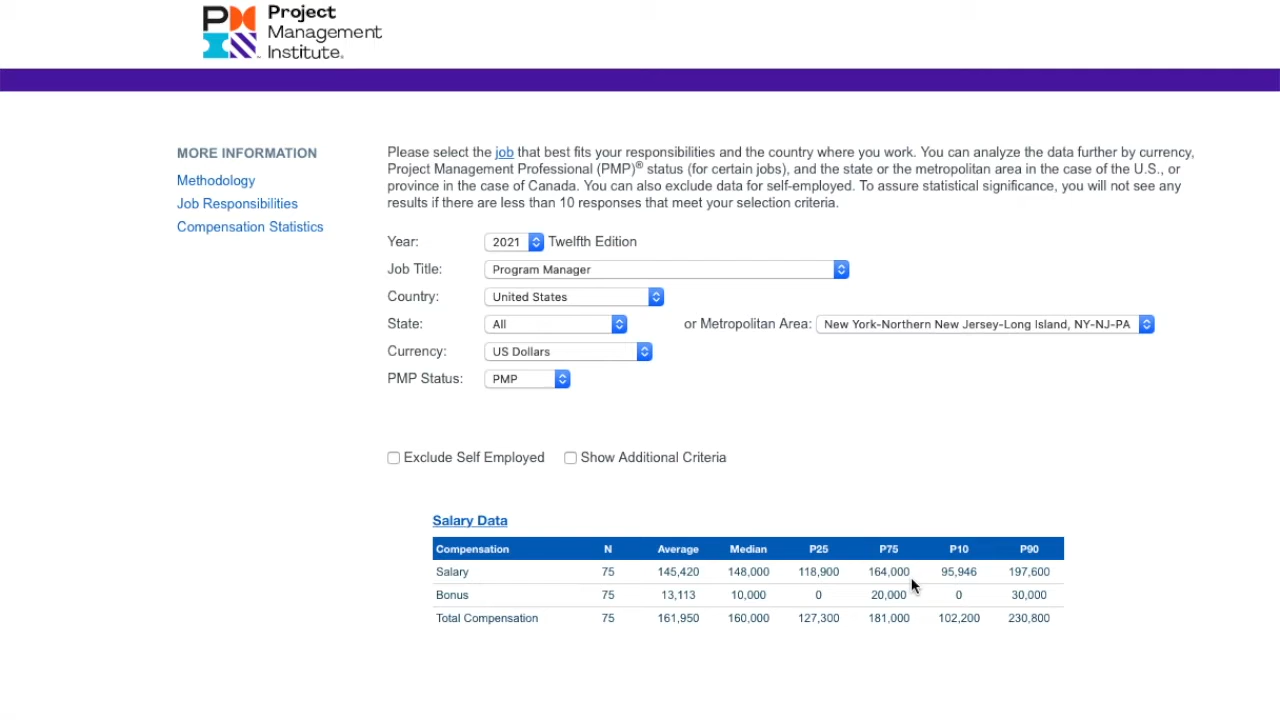 Project
Management
Institute.
MORE INFORMATION
Methodology
Job Responsibilities
Compensation Statistics
Please select the job that best fits your responsibilities and the country where you work. You can analyze the data further by currency,
Project Management Professional (PMP)® status (for certain jobs), and the state or the metropolitan area in the case of the U.S., or
province in the case of Canada. You can also exclude data for self-employed. To assure statistical significance, you will not see any
results if there are less than 10 responses that meet your selection criteria.
Year: 2021 Twelfth Edition
Job Title: Program Manager
Country: United States
State: All or Metropolitan Area: New York-Northern New Jersey-Long Island, NY-NJ-PA
Currency: US Dollars
PMP Status: PMP
Exclude Self Employed Show Additional Criteria
Salary Data
Compensation N Average Median P25 P75 P10 P90
Salary 75 145,420 148,000 118,900 164,000 95,946 197,600
Bonus 75 13,113 10,000 0 20,000 0 30,000
Total Compensation 75 161,950 160,000 127,300 181,000 102,200 230,800